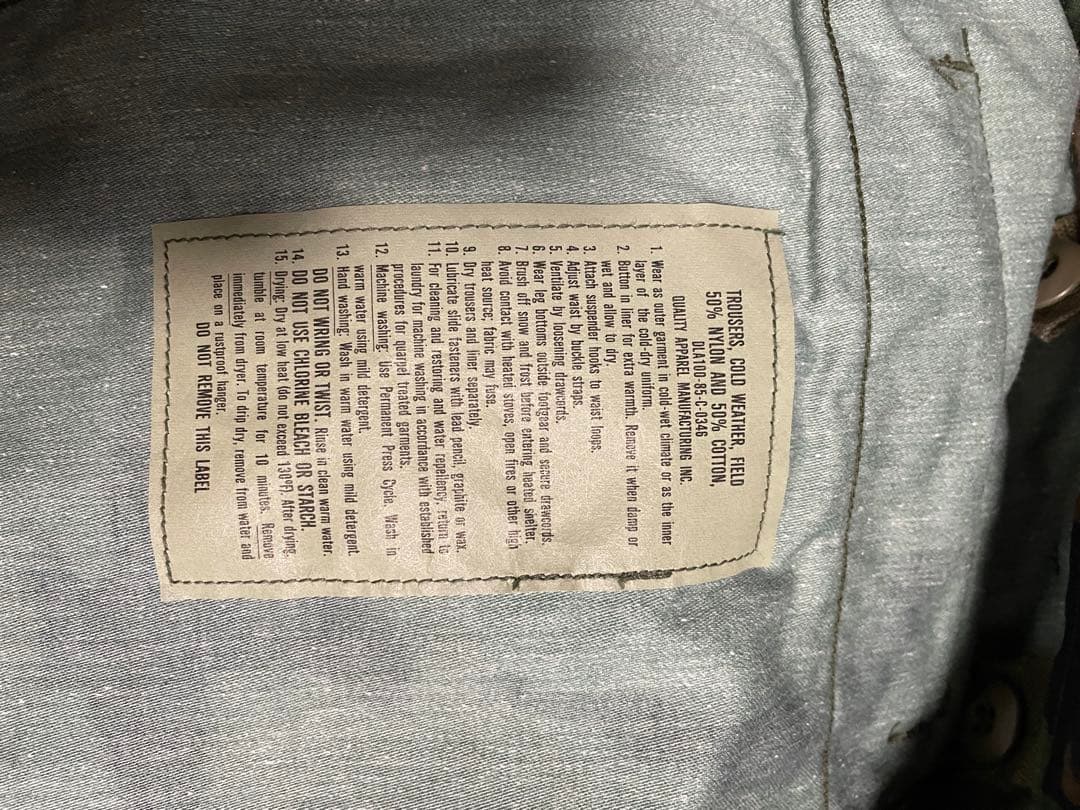 TROUSERS, COLD WEATHER, FIELD
50% NYLON AND 50% COTTON,
DLA100-85-C-0346
QUALITY APPAREL MANUFACTURING INC.
1. Wear as outer garment in cold-wet climate or as the inner
layer of the cold-dry uniform.
2. Button in liner for extra warmth. Remove it when damp or
wet and allow to dry.
3. Attach suspender hooks to waist loops.
4. Adjust waist by buckle straps.
5. Ventilate by loosening drawcords.
6. Wear leg bottoms outside footgear and secure drawcords.
7. Brush off snow and frost before entering heated shelter.
8. Avoid contact with heated stoves, open fires or other high
heat source; fabric may fuse.
9. Dry trousers and liner separately.
10. Lubricate slide fasteners with lead pencil, graphite or wax.
11. For cleaning and restoring and water repellency, return to
laundry for machine washing in accordance with established
procedures for quarpel treated garments.
12. Machine washing: Use Permanent Press Cycle. Wash in
warm water using mild detergent.
13. Hand washing: Wash in warm water using mild detergent.
DO NOT WRING OR TWIST. Rinse in clean warm water.
14. DO NOT USE CHLORINE BLEACH OR STARCH.
15. Drying: Dry at low heat (do not exceed 130°F). After drying,
tumble at room temperature for 10 minutes. Remove
immediately from dryer. To drip dry, remove from water and
place on a rustproof hanger.
DO NOT REMOVE THIS LABEL